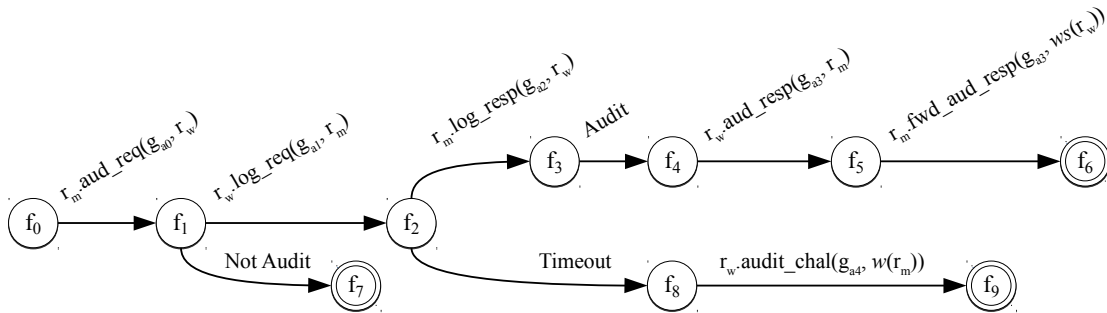 r_m.aud_req(g_a0, r_w)
r_w.log_req(g_a1, r_m)
r_m.log_resp(g_a2, r_w)
Audit
r_w.aud_resp(g_a3, r_m)
r_m.fwd_aud_resp(g_a3, ws(r_w))
f_3
f_4
f_5
f_6
f_0
f_1
f_2
Not Audit
Timeout
r_w.audit_chal(g_a4, w(r_m))
f_7
f_8
f_9